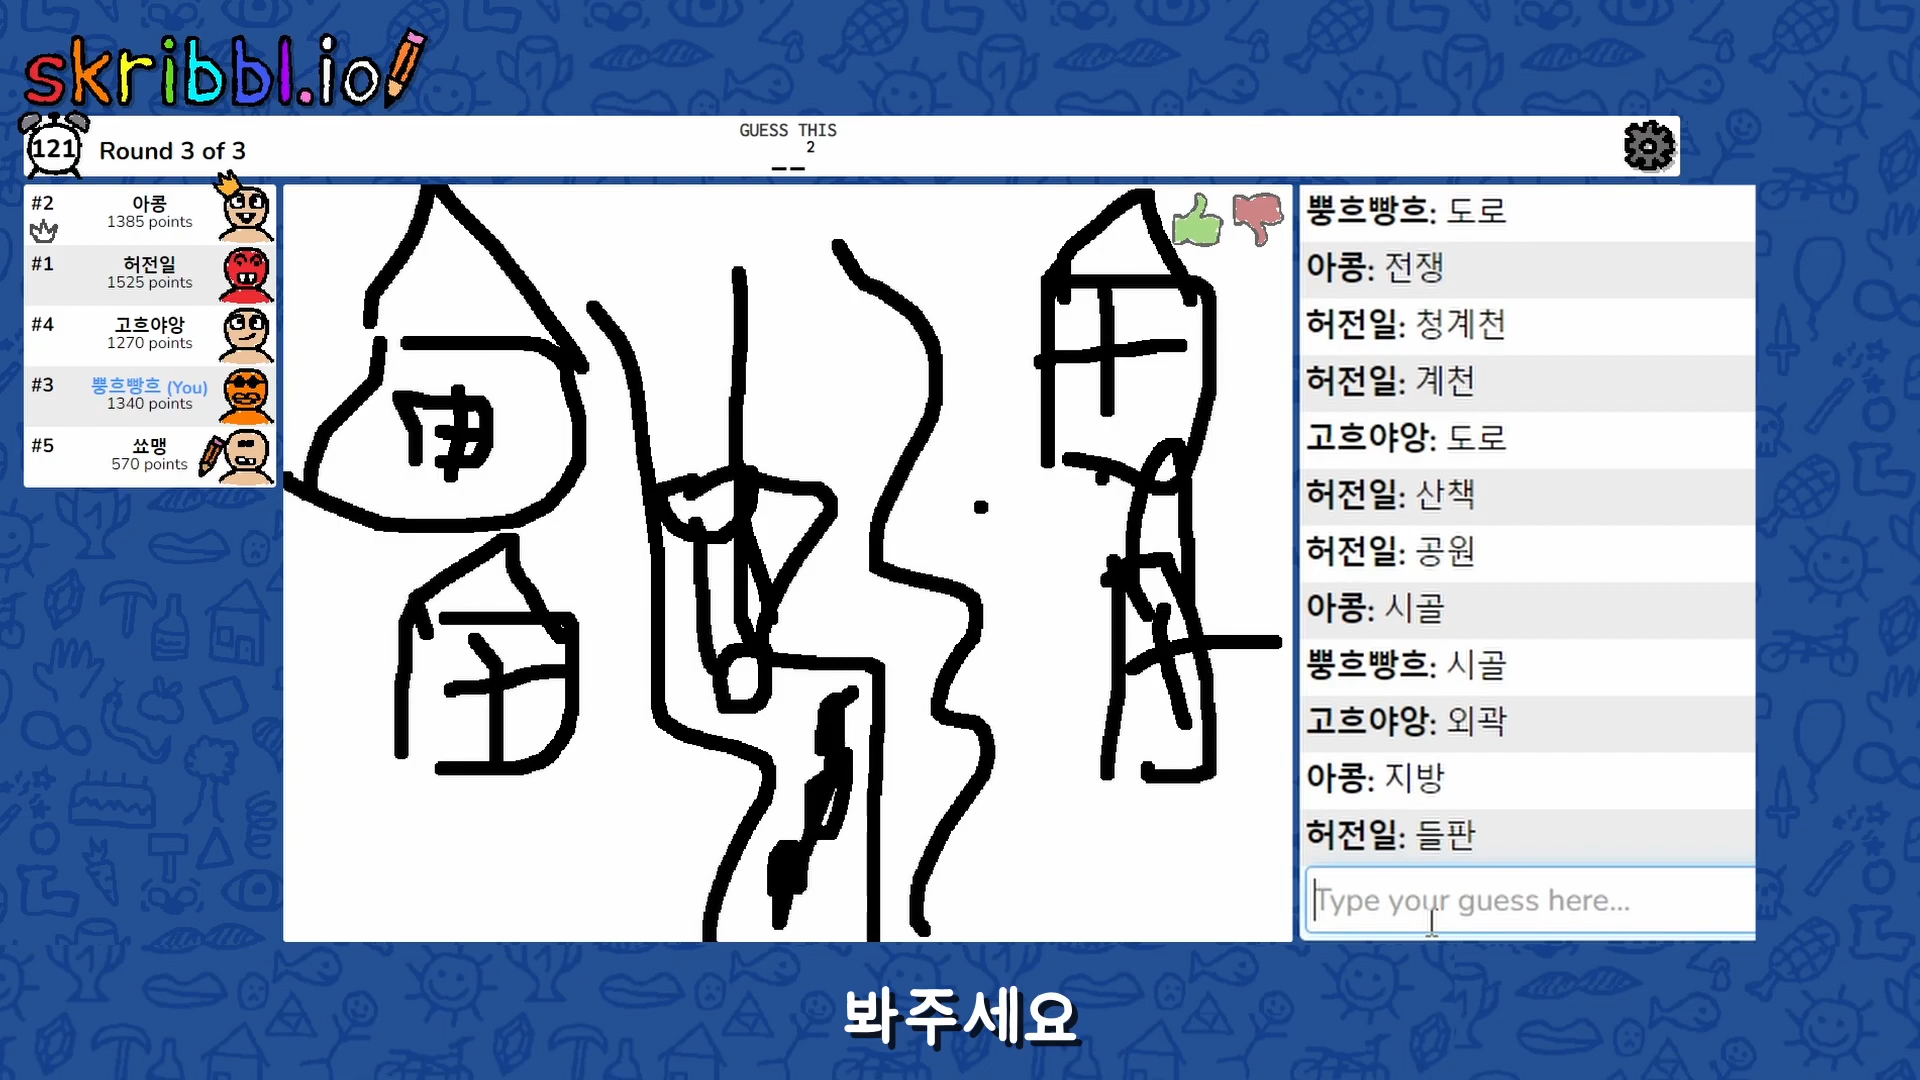 skribbl.io
121
Round 3 of 3
GUESS THIS
2
__
#2 아콩
1385 points
#1 허전일
1525 points
#4 고흐야앙
1270 points
#3 뿡흐빵흐 (You)
1340 points
#5 쑈맹
570 points
뿡흐빵흐: 도로
아콩: 전쟁
허전일: 청계천
허전일: 계천
고흐야앙: 도로
허전일: 산책
허전일: 공원
아콩: 시골
뿡흐빵흐: 시골
고흐야앙: 외곽
아콩: 지방
허전일: 들판
Type your guess here...
봐주세요